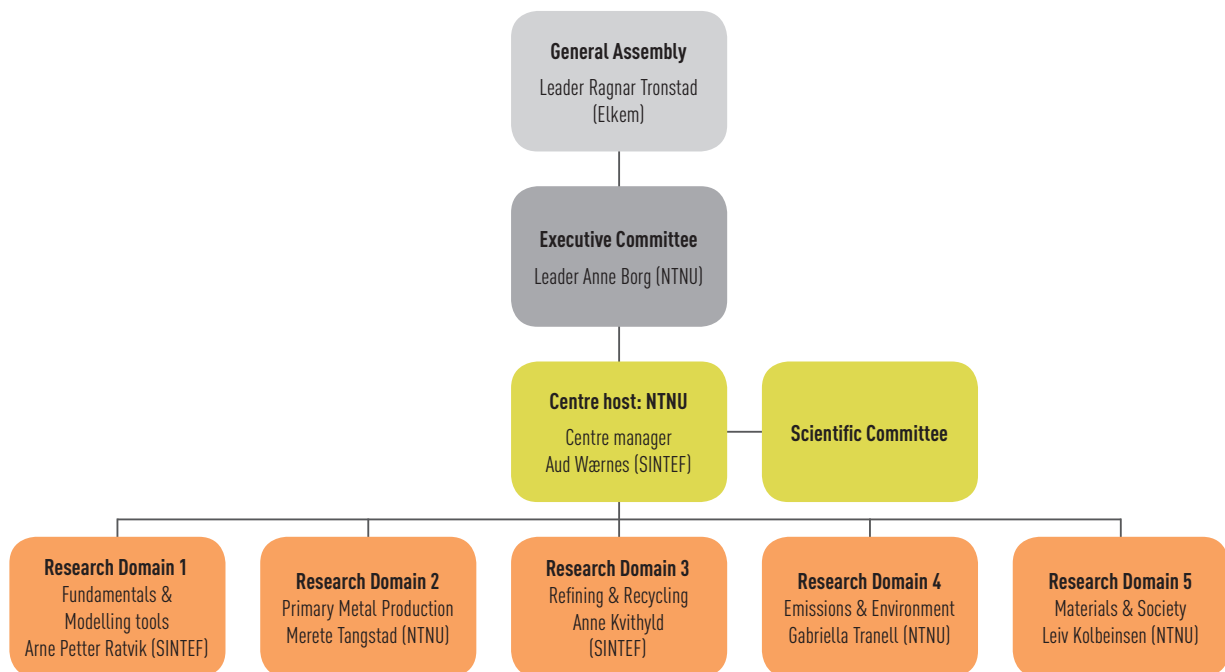 General Assembly
Leader Ragnar Tronstad
(Elkem)
Executive Committee
Leader Anne Borg (NTNU)
Centre host: NTNU
Centre manager
Aud Wærnes (SINTEF)
Scientific Committee
Research Domain 1
Fundamentals &
Modelling tools
Arne Petter Ratvik (SINTEF)
Research Domain 2
Primary Metal Production
Merete Tangstad (NTNU)
Research Domain 3
Refining & Recycling
Anne Kvithyld
(SINTEF)
Research Domain 4
Emissions & Environment
Gabriella Tranell (NTNU)
Research Domain 5
Materials & Society
Leiv Kolbeinsen (NTNU)